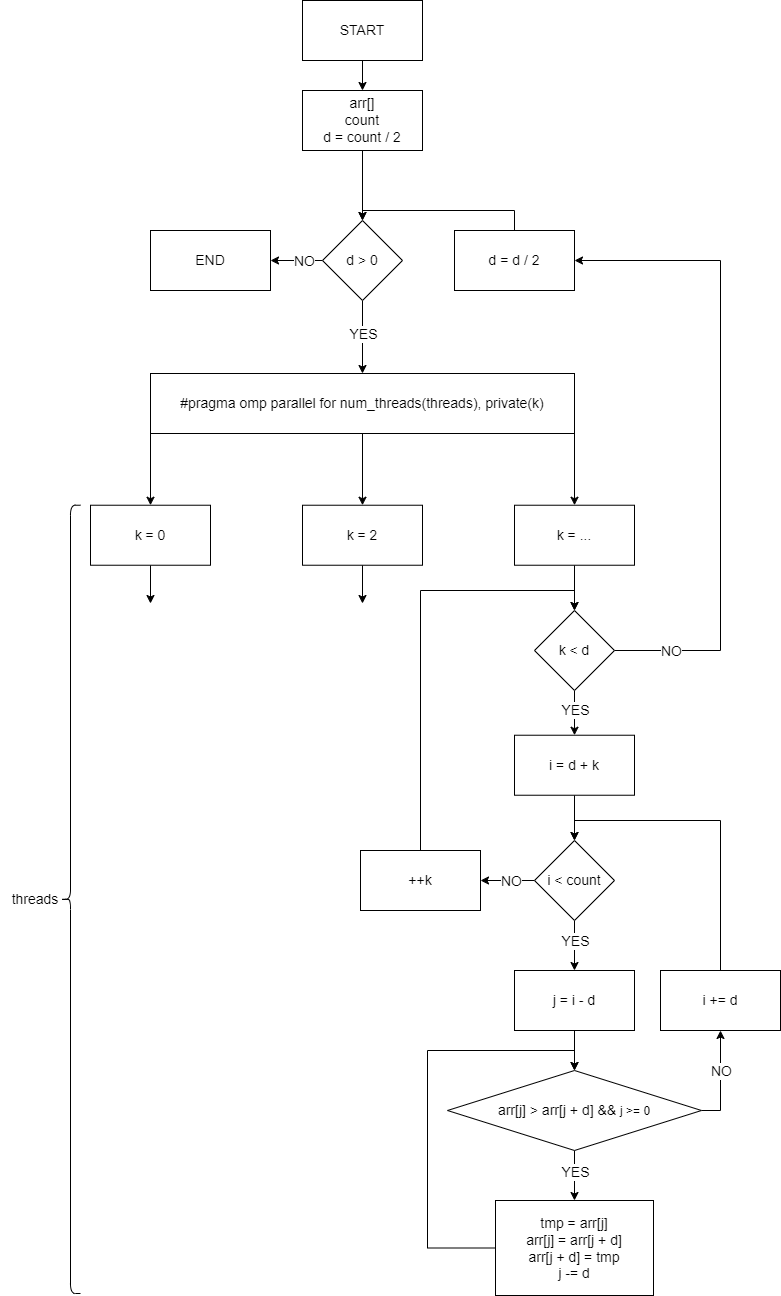 START
arr[]
count
d = count / 2
END
NO
d > 0
d = d / 2
YES
#pragma omp parallel for num_threads(threads), private(k)
k = 0
k = 2
k = ...
k < d
NO
YES
i = d + k
threads
++k
NO
i < count
YES
j = i - d
i += d
NO
arr[j] > arr[j + d] && j >= 0
YES
tmp = arr[j]
arr[j] = arr[j + d]
arr[j + d] = tmp
j -= d